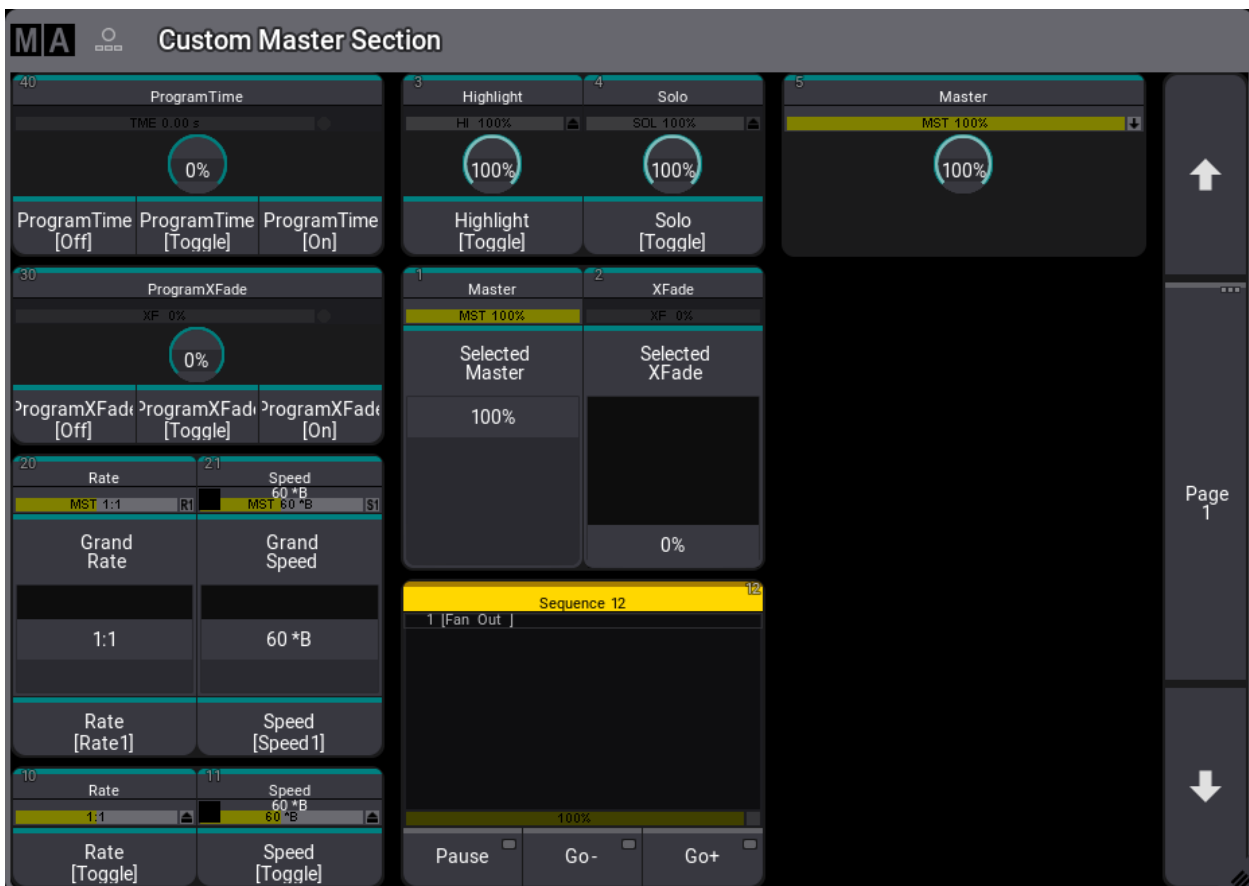 MA Custom Master Section
40
ProgramTime
TME 0.00 s
0%
ProgramTime [Off]
ProgramTime [Toggle]
ProgramTime [On]
3
Highlight
HI 100%
100%
Highlight
[Toggle]
4
Solo
SOL 100%
100%
Solo
[Toggle]
5
Master
MST 100%
100%
30
ProgramXFade
XF 0%
0%
ProgramXFade [Off]
ProgramXFade [Toggle]
ProgramXFade [On]
1
Master
MST 100%
Selected
Master
100%
2
XFade
XF 0%
Selected
XFade
0%
20
Rate
MST 1:1 R1
Grand
Rate
1:1
Rate
[Rate1]
21
Speed
60 *B
MST 60 *B S1
Grand
Speed
60 *B
Speed
[Speed1]
12
Sequence 12
1 [Fan Out ]
100%
Pause
Go-
Go+
10
Rate
1:1
Rate
[Toggle]
11
Speed
60 *B
60 *B
Speed
[Toggle]
Page
1